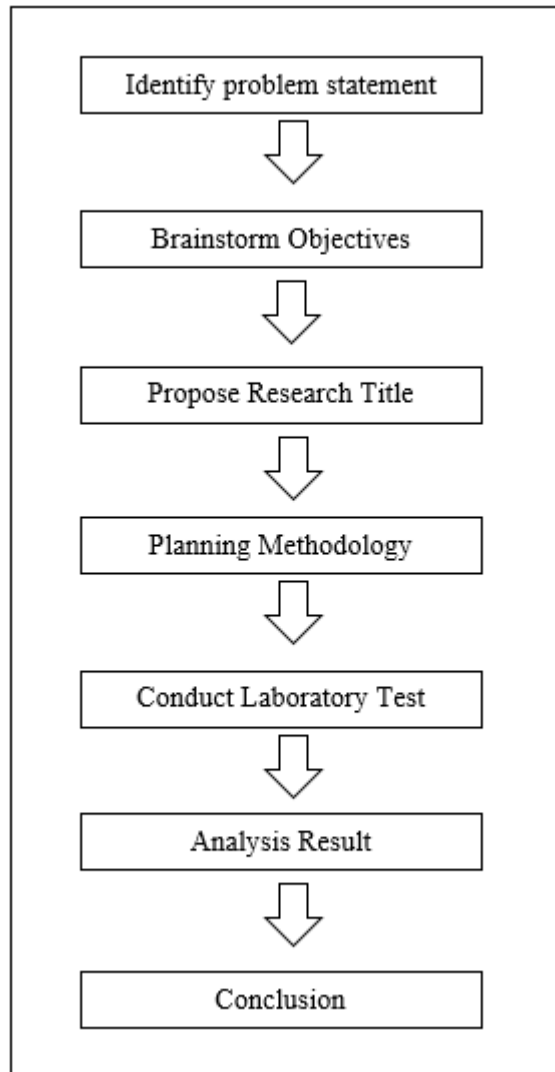 Identify problem statement
Brainstorm Objectives
Propose Research Title
Planning Methodology
Conduct Laboratory Test
Analysis Result
Conclusion